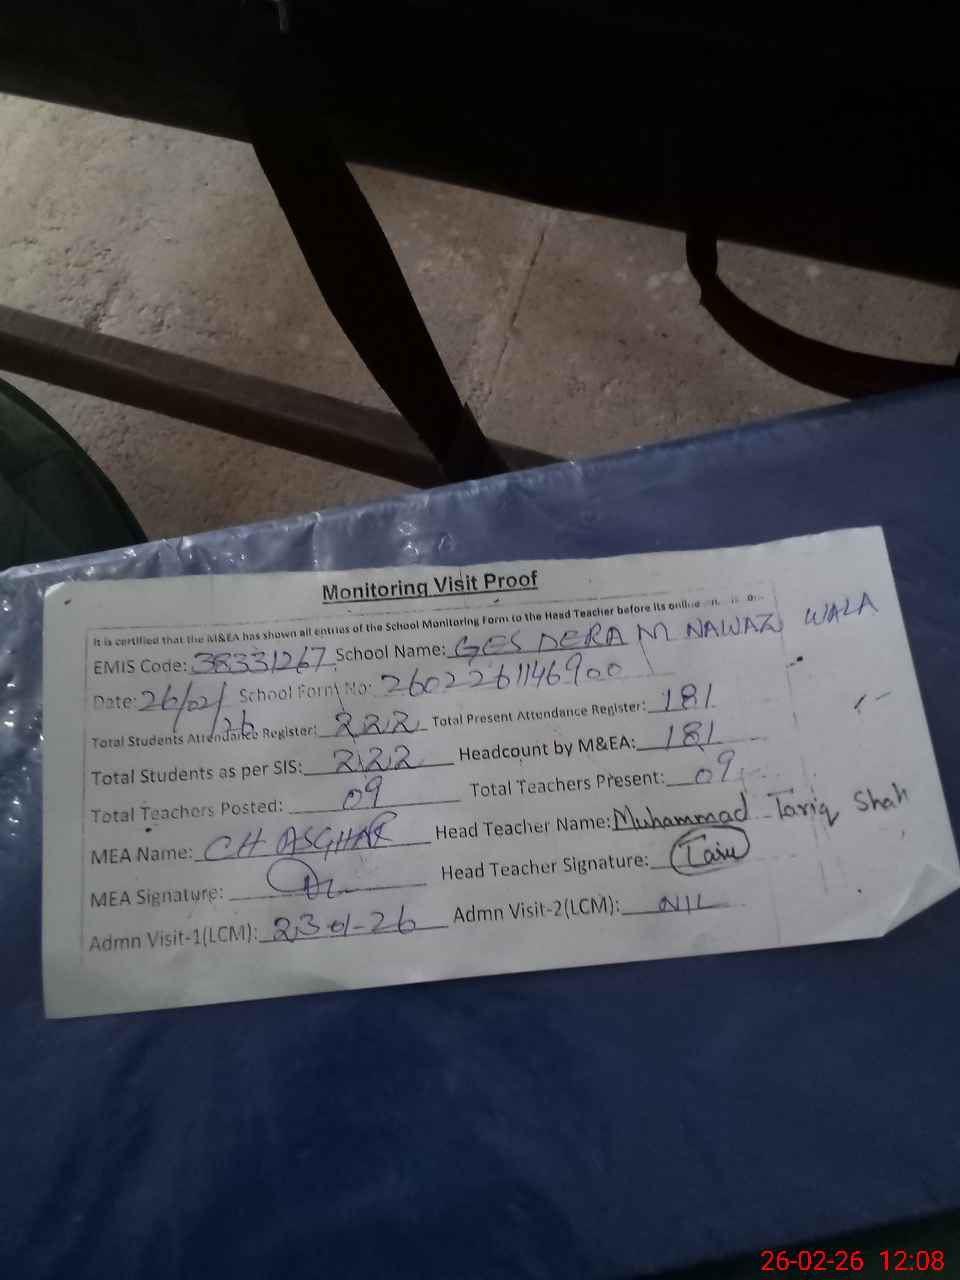 Monitoring Visit Proof
It is certified that the M&EA has shown all entries of the School Monitoring Form to the Head Teacher before its online
EMIS Code: 38331267 School Name: GES DERA M NAWAZ WALA
Date: 26/02/26 School Form No: 2602261146900
Total Students Attendance Register: 222 Total Present Attendance Register: 181
Total Students as per SIS: 222 Headcount by M&EA: 181
Total Teachers Posted: 09 Total Teachers Present: 09
MEA Name: CH ASGHAR Head Teacher Name: Muhammad Tariq Shah
MEA Signature: Head Teacher Signature:
Admn Visit-1(LCM): 23-01-26 Admn Visit-2(LCM): NIL
26-02-26 12:08